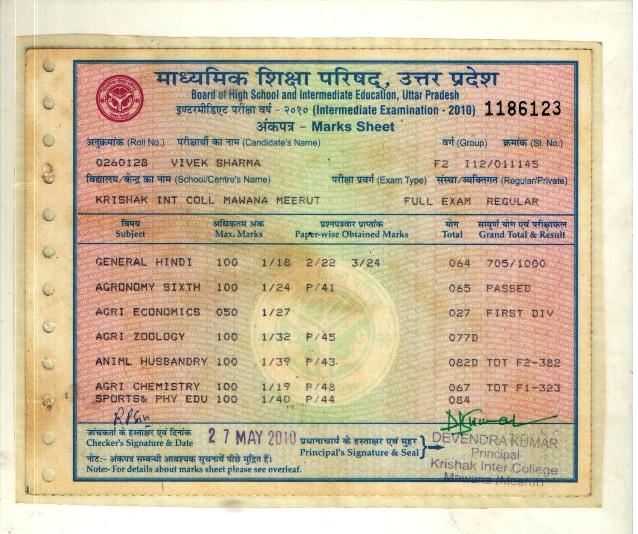 माध्यमिक शिक्षा परिषद्, उत्तर प्रदेश
Board of High School and Intermediate Education, Uttar Pradesh
इण्टरमीडिएट परीक्षा वर्ष - २०१० (Intermediate Examination - 2010) 1186123
अंकपत्र – Marks Sheet
अनुक्रमांक (Roll No.) परीक्षार्थी का नाम (Candidate's Name) वर्ग (Group) क्रमांक (Sl. No.)
0260128 VIVEK SHARMA F2 I12/011145
विद्यालय/केन्द्र का नाम (School/Centre's Name) परीक्षा प्रवर्ग (Exam Type) संस्था/व्यक्तिगत (Regular/Private)
KRISHAK INT COLL MAWANA MEERUT FULL EXAM REGULAR
विषय अधिकतम अंक प्रश्नपत्रवार प्राप्तांक योग सम्पूर्ण योग एवं परीक्षाफल
Subject Max. Marks Paper-wise Obtained Marks Total Grand Total & Result
GENERAL HINDI 100 1/18 2/22 3/24 064 705/1000
AGRONOMY SIXTH 100 1/24 P/41 065 PASSED
AGRI ECONOMICS 050 1/27 027 FIRST DIV
AGRI ZOOLOGY 100 1/32 P/45 077D
ANIML HUSBANDRY 100 1/39 P/43 082D TOT F2-382
AGRI CHEMISTRY 100 1/19 P/48 067 TOT F1-323
SPORTS& PHY EDU 100 1/40 P/44 084
जांचकर्ता के हस्ताक्षर एवं दिनांक 27 MAY 2010 प्रधानाचार्य के हस्ताक्षर एवं मुहर
Checker's Signature & Date Principal's Signature & Seal
DEVENDRA KUMAR
Principal
Krishak Inter College
Mawana (Meerut)
नोट:- अंकपत्र सम्बन्धी आवश्यक सूचनायें पीछे मुद्रित हैं।
Note:- For details about marks sheet please see overleaf.